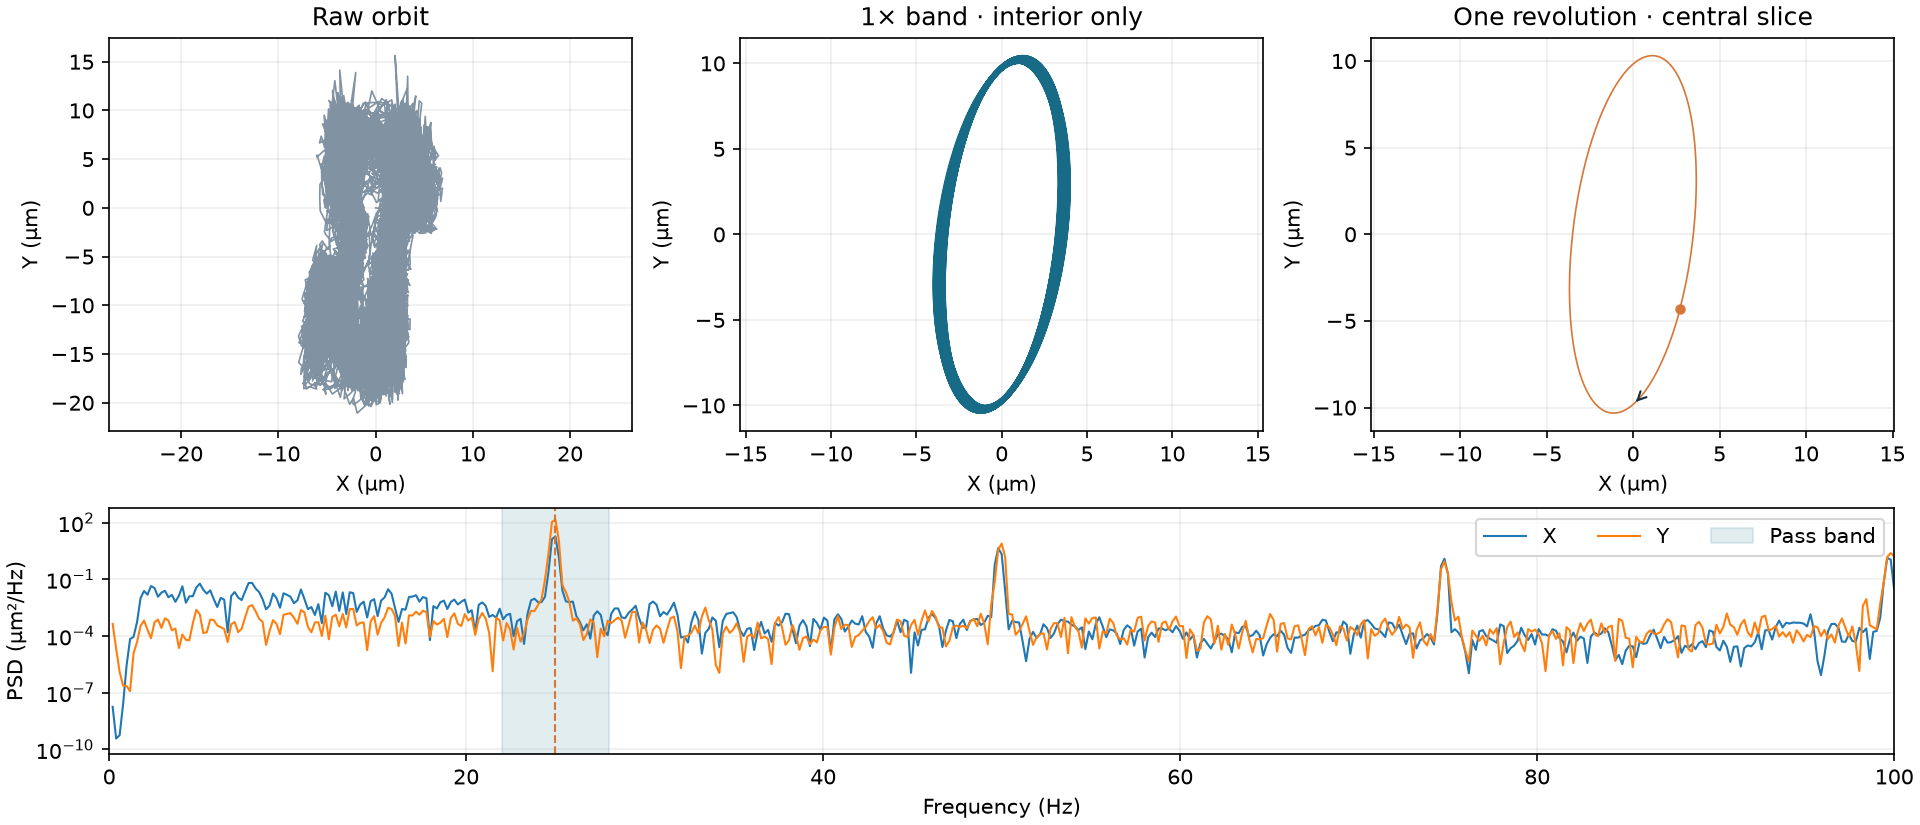 Raw orbit
15
10
5
0
−5
−10
−15
−20
Y (µm)
−20 −10 0 10 20
X (µm)
1× band · interior only
10
5
0
−5
−10
Y (µm)
−15 −10 −5 0 5 10 15
X (µm)
One revolution · central slice
10
5
0
−5
−10
Y (µm)
−15 −10 −5 0 5 10 15
X (µm)
10²
10⁻¹
10⁻⁴
10⁻⁷
10⁻¹⁰
PSD (µm²/Hz)
X Y Pass band
0 20 40 60 80 100
Frequency (Hz)